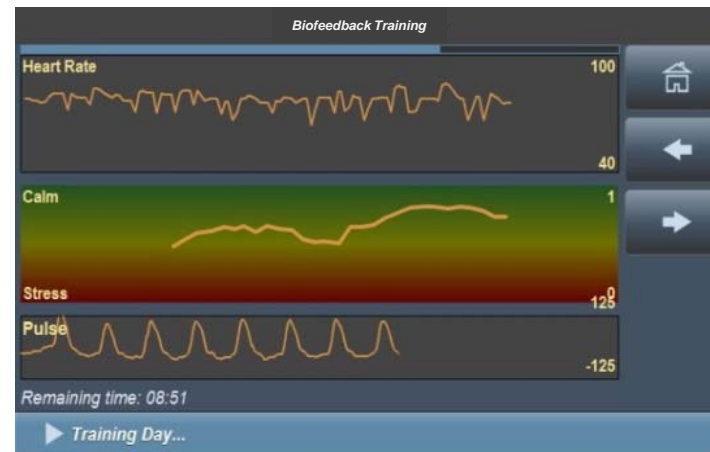 Biofeedback Training
Heart Rate
100
40
Calm
1
Stress
0
125
Pulse
-125
Remaining time: 08:51
Training Day...